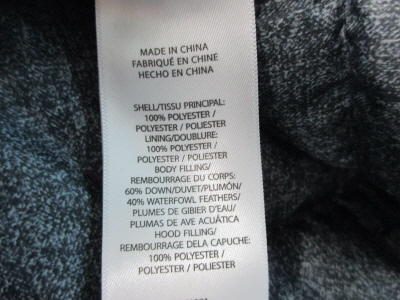 MADE IN CHINA
FABRIQUÉ EN CHINE
HECHO EN CHINA
SHELL/TISSU PRINCIPAL:
100% POLYESTER /
POLYESTER / POLIESTER
LINING/DOUBLURE:
100% POLYESTER /
POLYESTER / POLIESTER
BODY FILLING/
REMBOURRAGE DU CORPS:
60% DOWN/DUVET/PLUMÓN/
40% WATERFOWL FEATHERS/
PLUMES DE GIBIER D'EAU/
PLUMAS DE AVE ACUÁTICA
HOOD FILLING/
REMBOURRAGE DELA CAPUCHE:
100% POLYESTER /
POLYESTER / POLIESTER